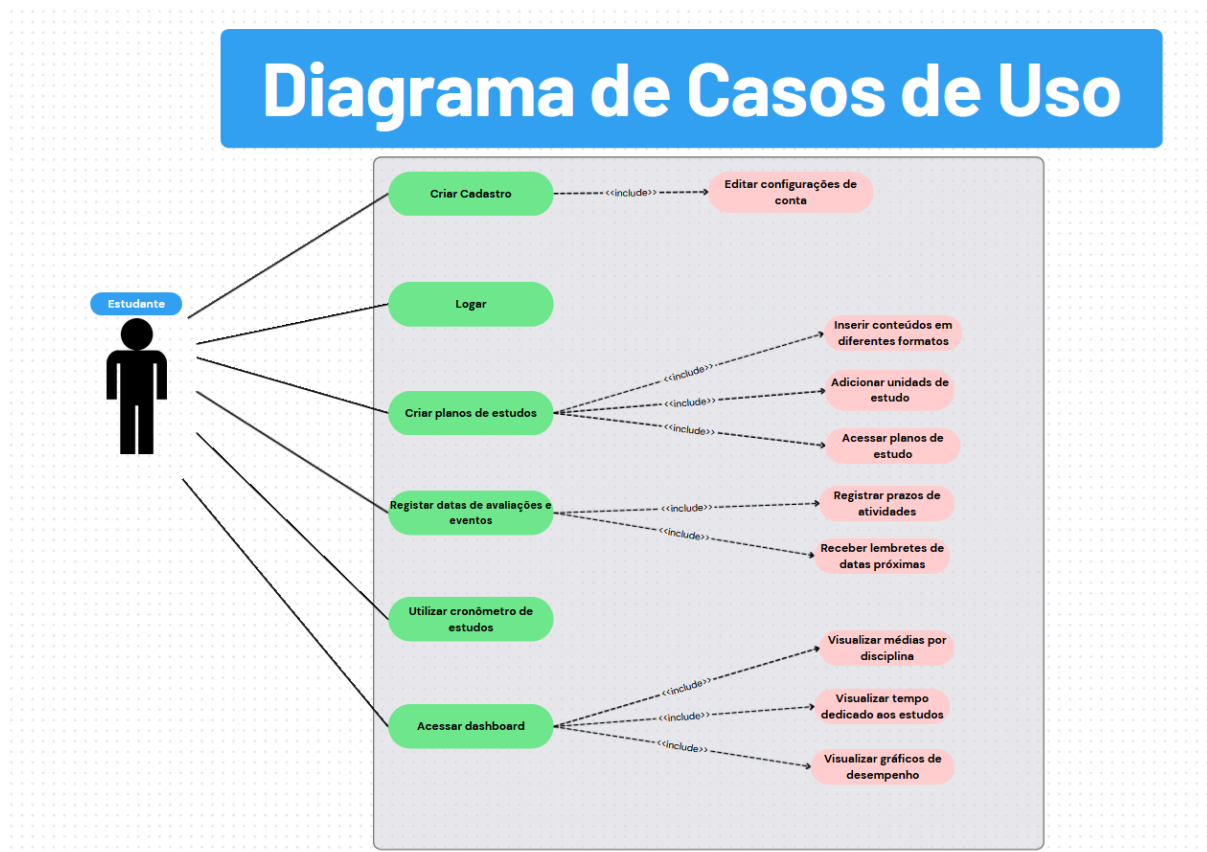 Diagrama de Casos de Uso
Criar Cadastro
<<include>>
Editar configurações de
conta
Estudante
Logar
Criar planos de estudos
<<include>>
<<include>>
<<include>>
Inserir conteúdos em
diferentes formatos
Adicionar unidads de
estudo
Acessar planos de
estudo
Registar datas de avaliações e
eventos
<<include>>
<<include>>
Registrar prazos de
atividades
Receber lembretes de
datas próximas
Utilizar cronômetro de
estudos
Acessar dashboard
<<include>>
<<include>>
<<include>>
Visualizar médias por
disciplina
Visualizar tempo
dedicado aos estudos
Visualizar gráficos de
desempenho